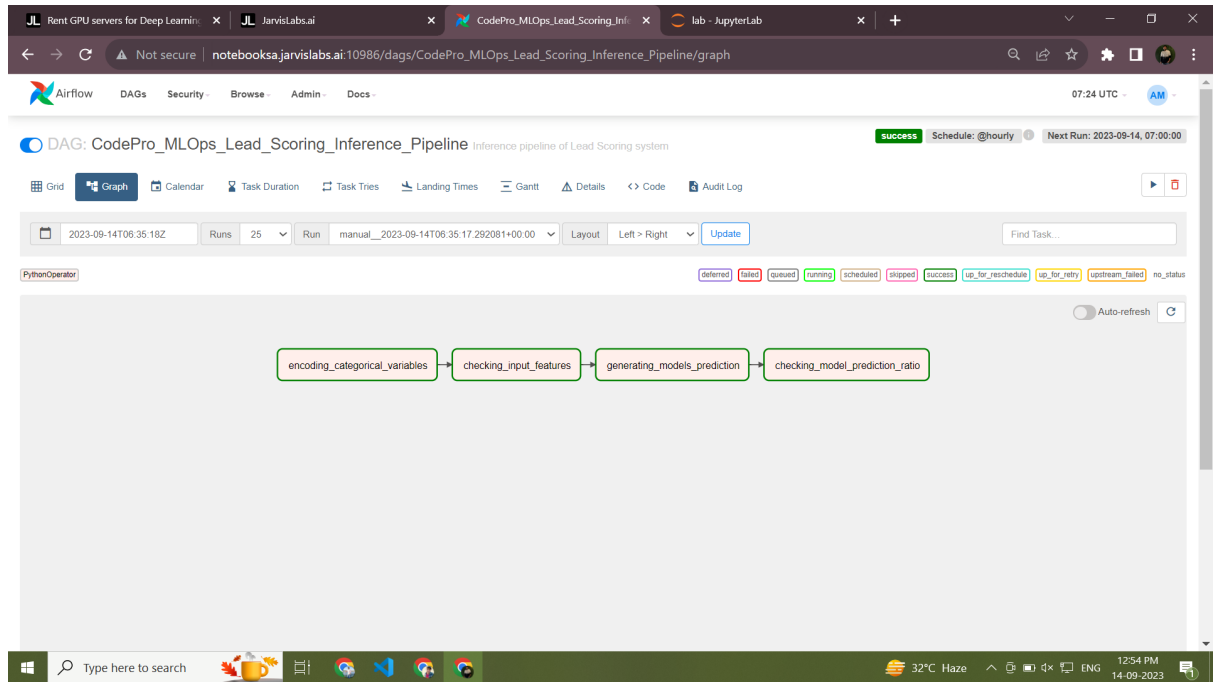 JL Rent GPU servers for Deep Learning
JL JarvisLabs.ai
CodePro_MLOps_Lead_Scoring_Infe
lab - JupyterLab
Not secure notebooksa.jarvislabs.ai:10986/dags/CodePro_MLOps_Lead_Scoring_Inference_Pipeline/graph
Airflow DAGs Security Browse Admin Docs 07:24 UTC AM
DAG: CodePro_MLOps_Lead_Scoring_Inference_Pipeline Inference pipeline of Lead Scoring system
success Schedule: @hourly Next Run: 2023-09-14, 07:00:00
Grid Graph Calendar Task Duration Task Tries Landing Times Gantt Details <> Code Audit Log
2023-09-14T06:35:18Z Runs 25 Run manual__2023-09-14T06:35:17.292081+00:00 Layout Left > Right Update Find Task...
PythonOperator deferred failed queued running scheduled skipped success up_for_reschedule up_for_retry upstream_failed no_status
Auto-refresh
encoding_categorical_variables checking_input_features generating_models_prediction checking_model_prediction_ratio
Type here to search 32°C Haze ENG
12:54 PM
14-09-2023
1